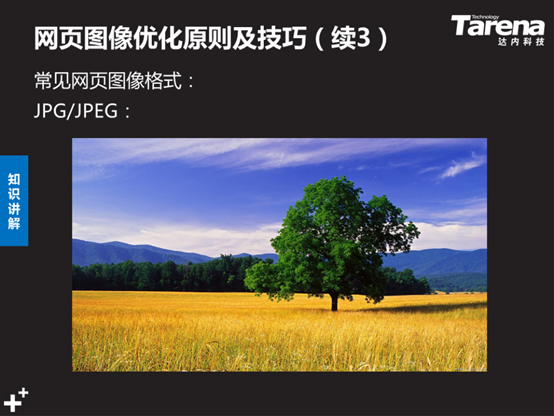 网页图像优化原则及技巧（续3）
Technology
Tarena
达内科技
常见网页图像格式：
JPG/JPEG：
知识讲解